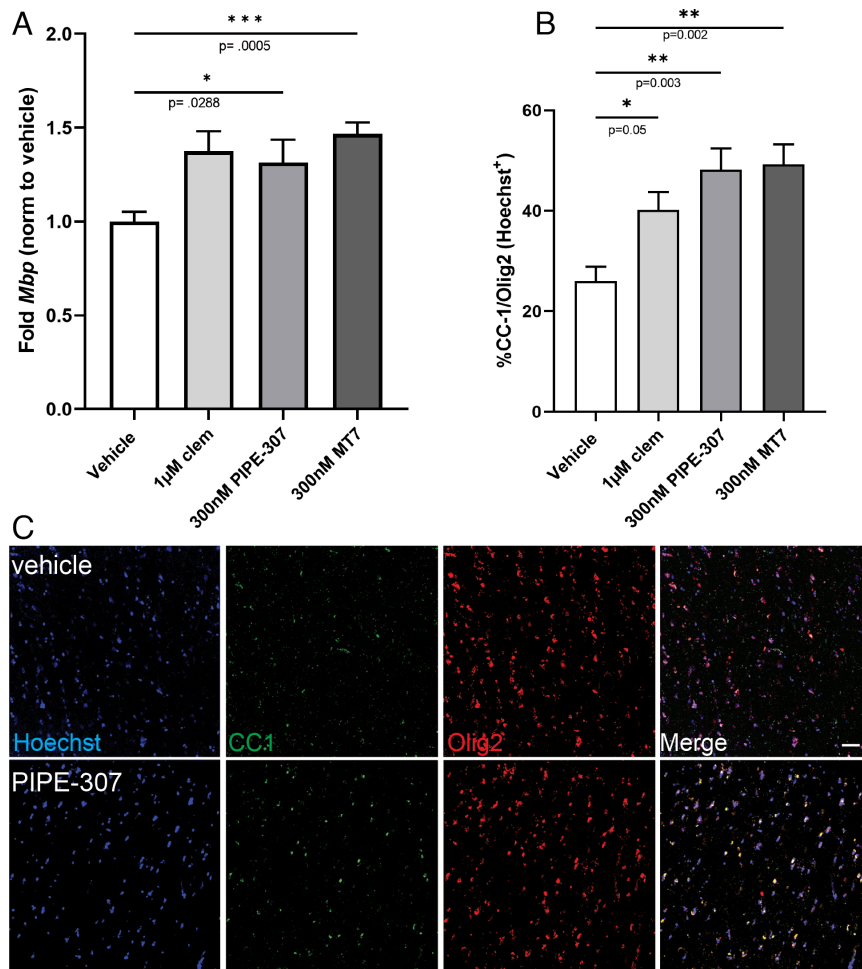 A
***
p= .0005
*
p= .0288
2.0
1.5
1.0
0.5
0.0
Fold Mbp (norm to vehicle)
Vehicle
1µM clem
300nM PIPE-307
300nM MT7
B
**
p=0.002
**
p=0.003
*
p=0.05
60
40
20
0
%CC-1/Olig2 (Hoechst⁺)
Vehicle
1µM clem
300nM PIPE-307
300nM MT7
C
vehicle
Hoechst
CC1
Olig2
Merge
PIPE-307